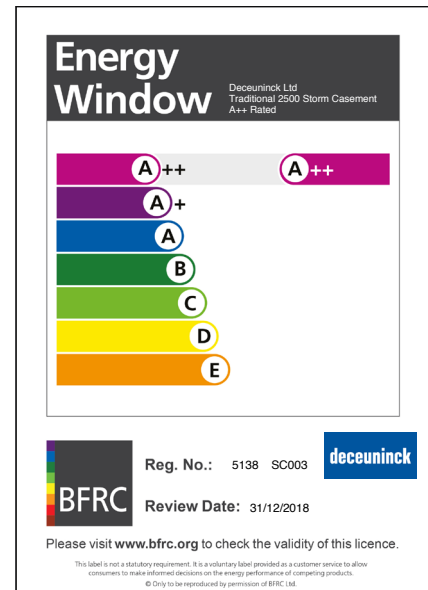 Energy
Window
Deceuninck Ltd
Traditional 2500 Storm Casement
A++ Rated
A++ A++
A+
A
B
C
D
E
BFRC
Reg. No.: 5138 SC003
deceuninck
Review Date: 31/12/2018
Please visit www.bfrc.org to check the validity of this licence.
This label is not a statutory requirement. It is a voluntary label provided as a customer service to allow
consumers to make informed decisions on the energy performance of competing products.
© Only to be reproduced by permission of BFRC Ltd.